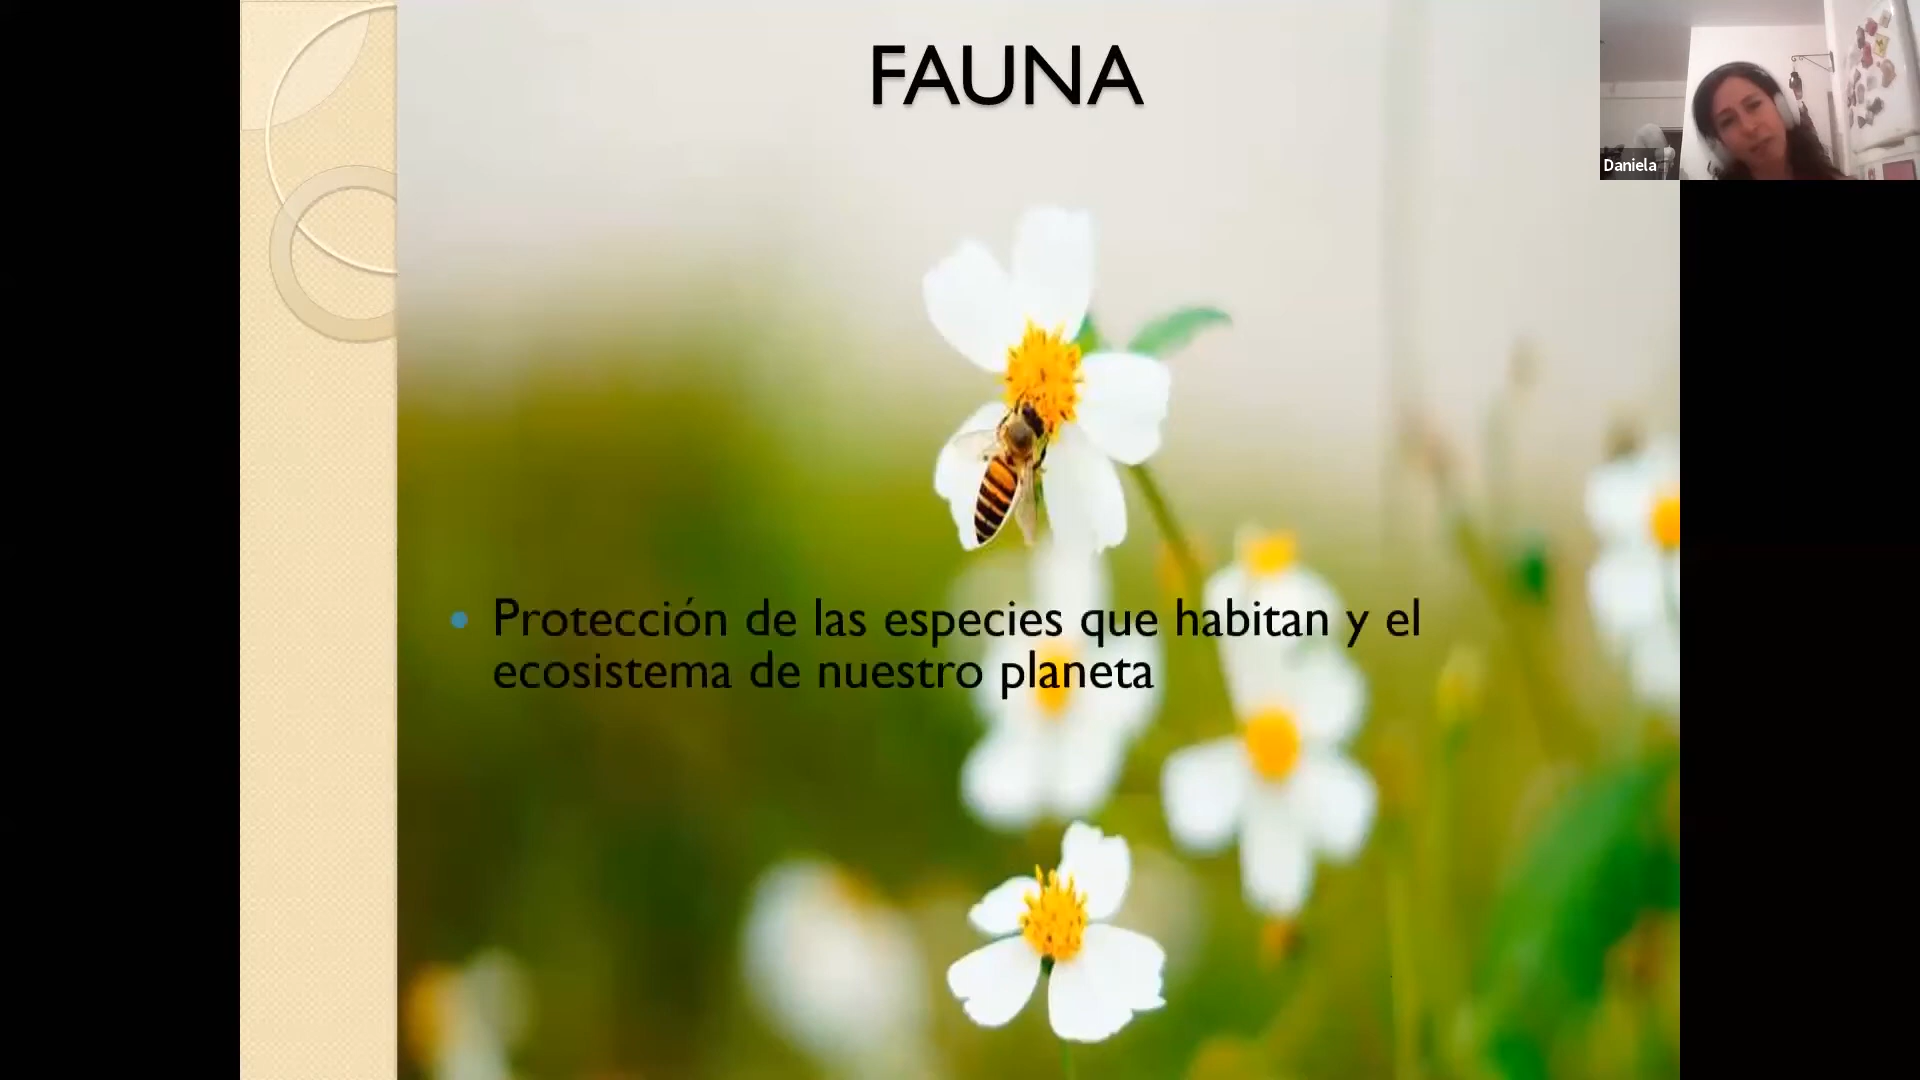 FAUNA
Daniela
• Protección de las especies que habitan y el
ecosistema de nuestro planeta